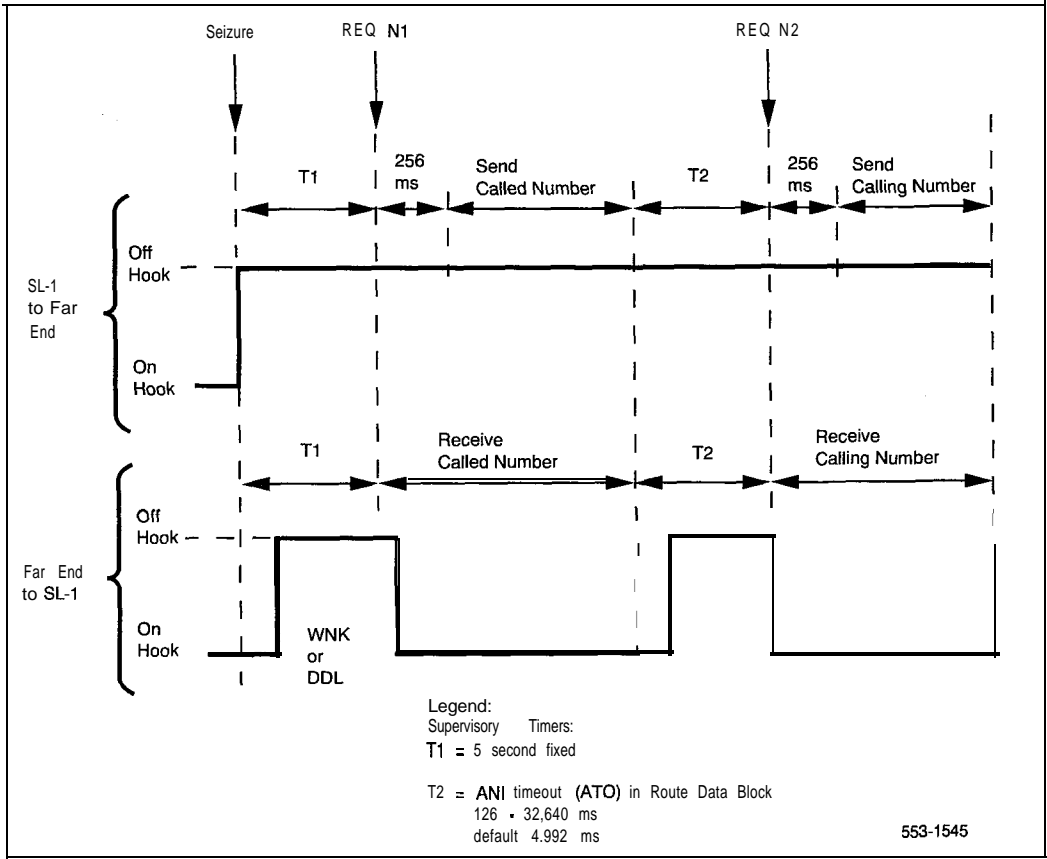 Seizure
REQ N1
REQ N2
T1
256
ms
Send
Called Number
T2
256
ms
Send
Calling Number
Off
Hook
SL-1
to Far
End
On
Hook
T1
Receive
Called Number
T2
Receive
Calling Number
Off
Hook
Far End
to SL-1
On
Hook
WNK
or
DDL
Legend:
Supervisory Timers:
T1 = 5 second fixed
T2 = ANI timeout (ATO) in Route Data Block
126 - 32,640 ms
default 4.992 ms
553-1545